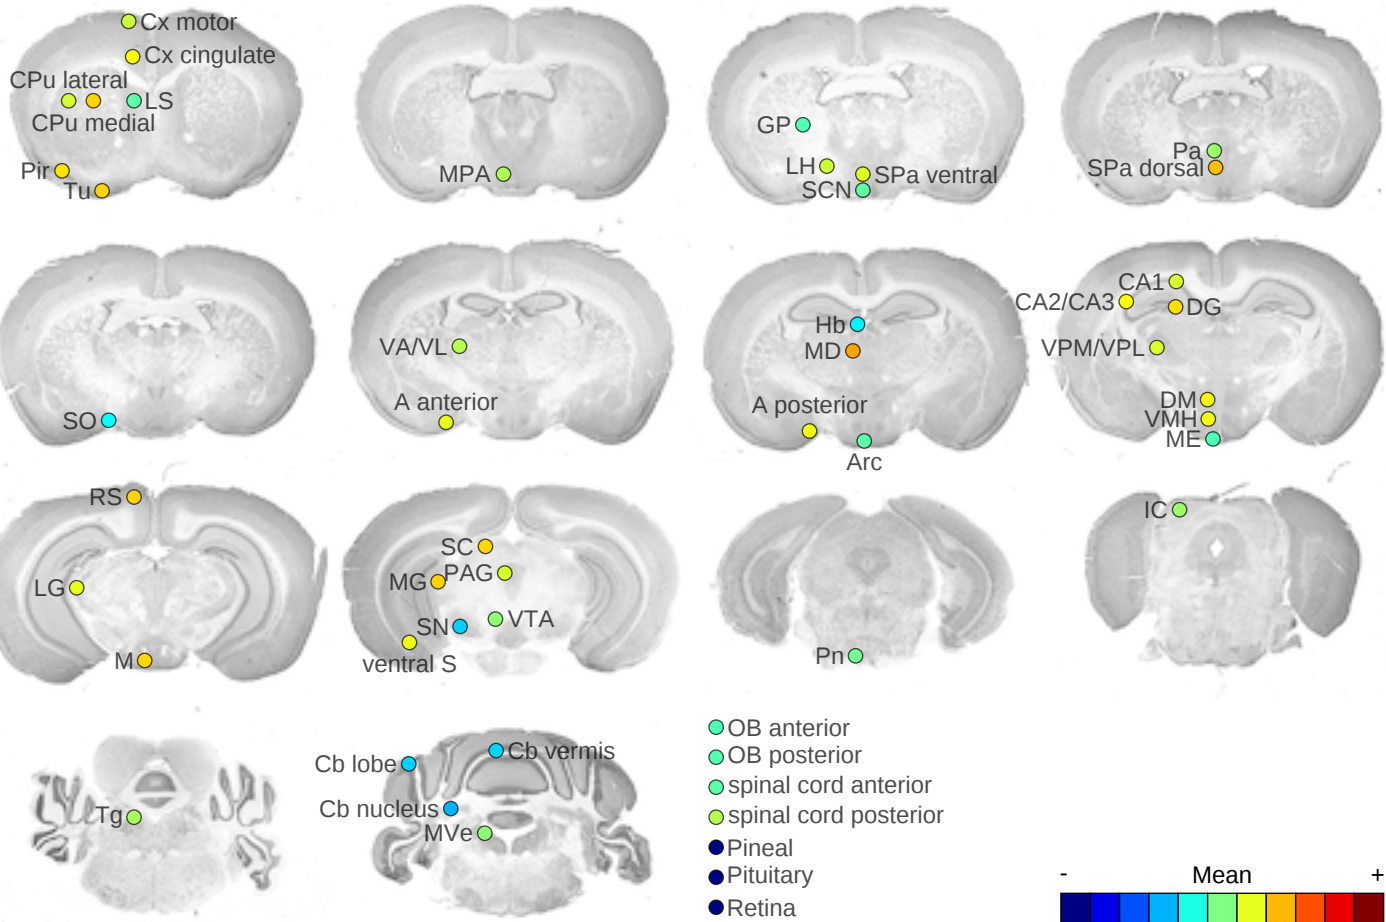 Cx motor
Cx cingulate
CPu lateral
LS
CPu medial
Pir
Tu
MPA
GP
LH
SPa ventral
SCN
Pa
SPa dorsal
SO
VA/VL
A anterior
Hb
MD
A posterior
Arc
CA1
CA2/CA3
DG
VPM/VPL
DM
VMH
ME
RS
LG
M
SC
MG
PAG
SN
VTA
ventral S
Pn
IC
Tg
Cb lobe
Cb vermis
Cb nucleus
MVe
OB anterior
OB posterior
spinal cord anterior
spinal cord posterior
Pineal
Pituitary
Retina
- Mean +